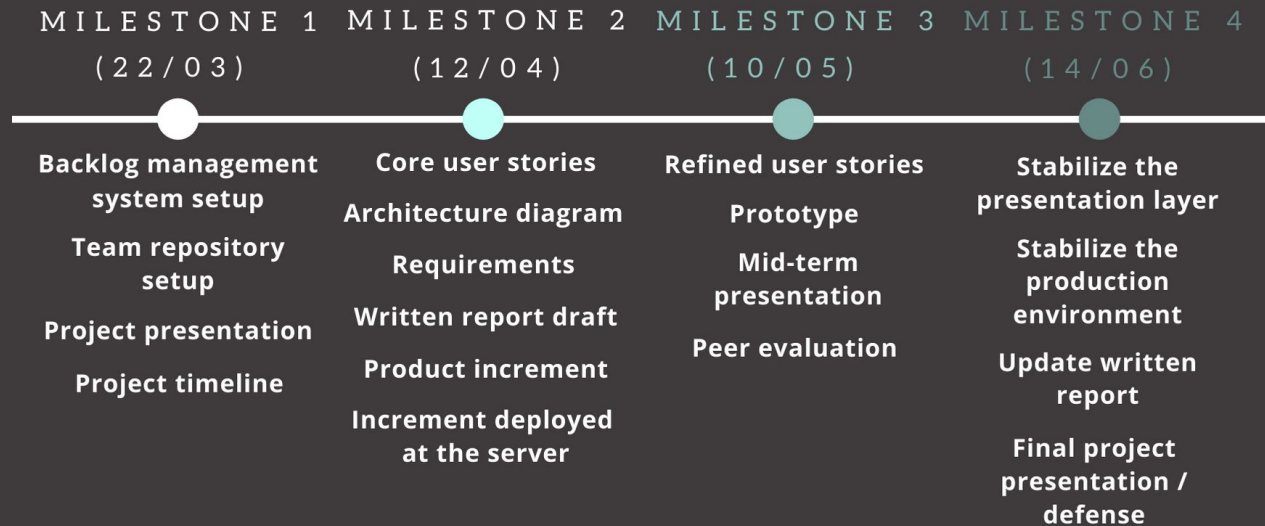 MILESTONE 1
(22/03)
Backlog management
system setup
Team repository
setup
Project presentation
Project timeline
MILESTONE 2
(12/04)
Core user stories
Architecture diagram
Requirements
Written report draft
Product increment
Increment deployed
at the server
MILESTONE 3
(10/05)
Refined user stories
Prototype
Mid-term
presentation
Peer evaluation
MILESTONE 4
(14/06)
Stabilize the
presentation layer
Stabilize the
production
environment
Update written
report
Final project
presentation /
defense